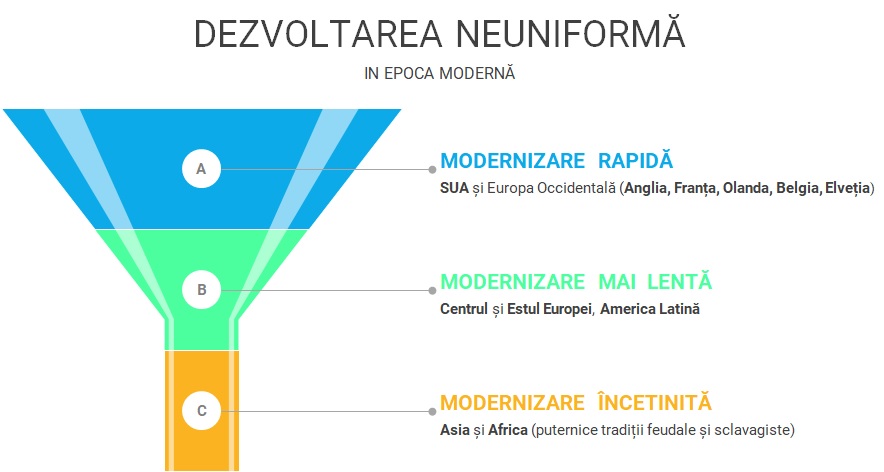 DEZVOLTAREA NEUNIFORMĂ
IN EPOCA MODERNĂ
A
MODERNIZARE RAPIDĂ
SUA și Europa Occidentală (Anglia, Franța, Olanda, Belgia, Elveția)
B
MODERNIZARE MAI LENTĂ
Centrul și Estul Europei, America Latină
C
MODERNIZARE ÎNCETINITĂ
Asia și Africa (puternice tradiții feudale și sclavagiste)